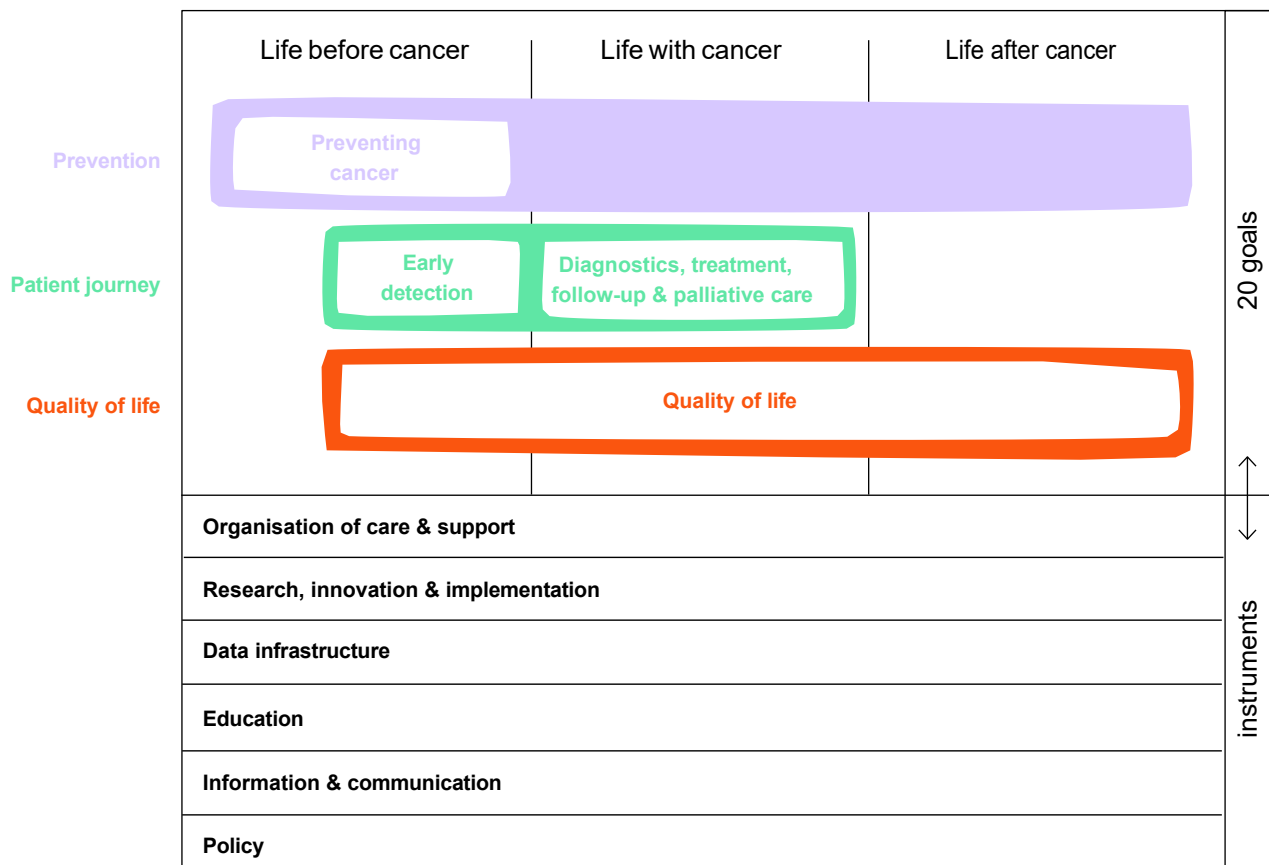 Life before cancer
Life with cancer
Life after cancer
Prevention
Preventing
cancer
Patient journey
Early
detection
Diagnostics, treatment,
follow-up & palliative care
Quality of life
Quality of life
20 goals
Organisation of care & support
Research, innovation & implementation
Data infrastructure
Education
Information & communication
Policy
instruments